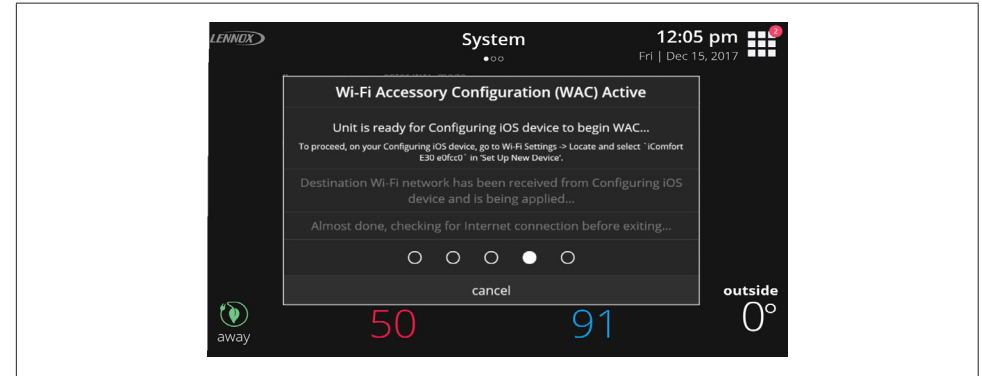 LENNOX
System
12:05 pm
2
Fri | Dec 15, 2017
Wi-Fi Accessory Configuration (WAC) Active
Unit is ready for Configuring iOS device to begin WAC...
To proceed, on your Configuring iOS device, go to Wi-Fi Settings -> Locate and select `iComfort
E30 e0fcc0` in 'Set Up New Device'.
Destination Wi-Fi network has been received from Configuring iOS
device and is being applied...
Almost done, checking for Internet connection before exiting...
cancel
outside
0°
away
50
91